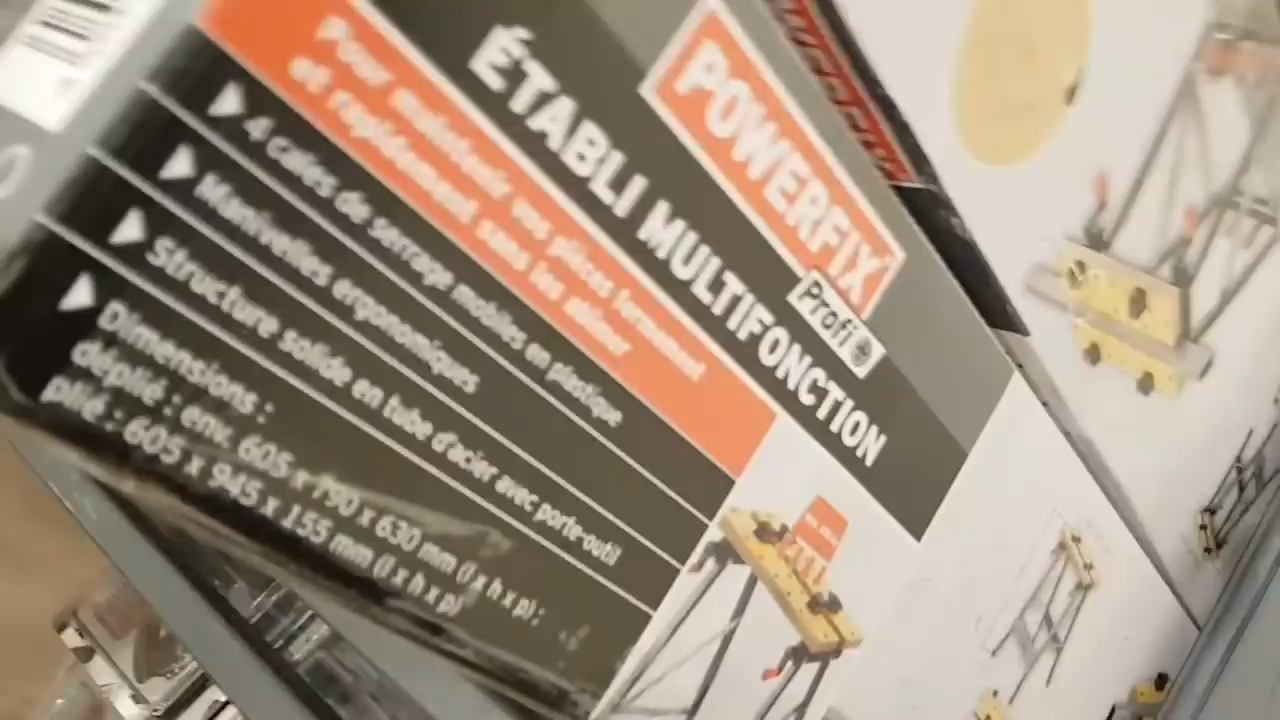 POWERFIX
Profi
ÉTABLI MULTIFONCTION
Pour maintenir vos pièces fermement
et rapidement sans les abîmer
4 cales de serrage mobiles en plastique
Manivelles ergonomiques
Structure solide en tube d'acier avec porte-outil
Dimensions :
déplié : env. 605 x 790 x 630 mm (l x h x p) ;
plié : 605 x 945 x 155 mm (l x h x p)